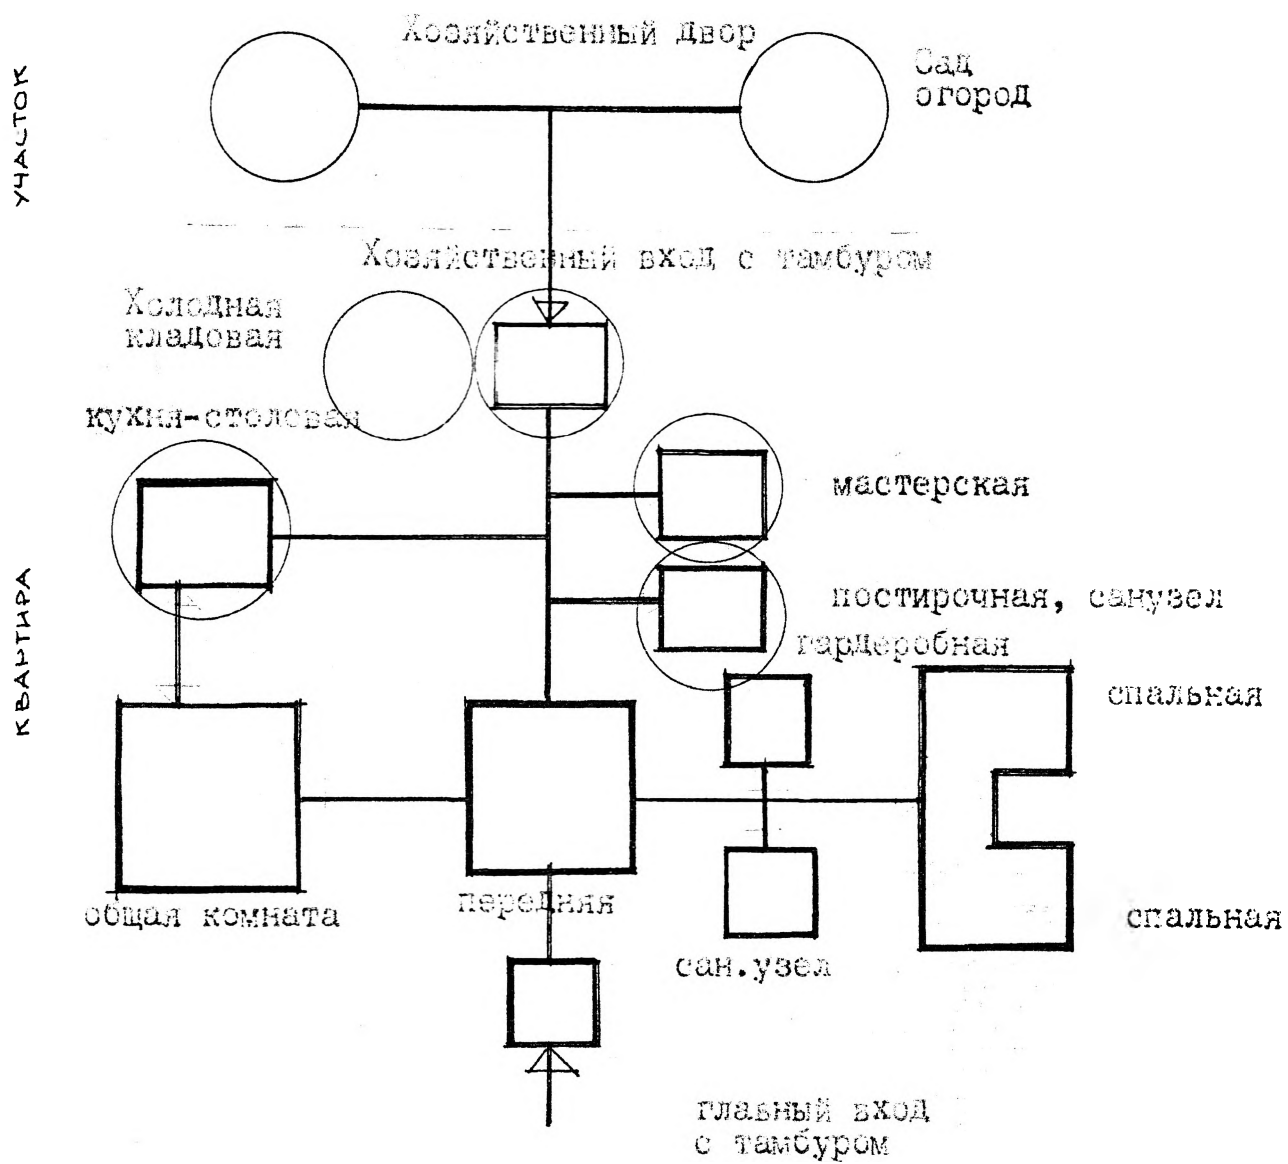 Хозяйственный двор
Сад
огород
УЧАСТОК
Хозяйственный вход с тамбуром
Холодная
кладовая
кухня-столовая
мастерская
КВАНТИРА
постирочная, санузел
гардеробная
спальная
общая комната
передняя
спальная
сан.узел
главный вход
с тамбуром